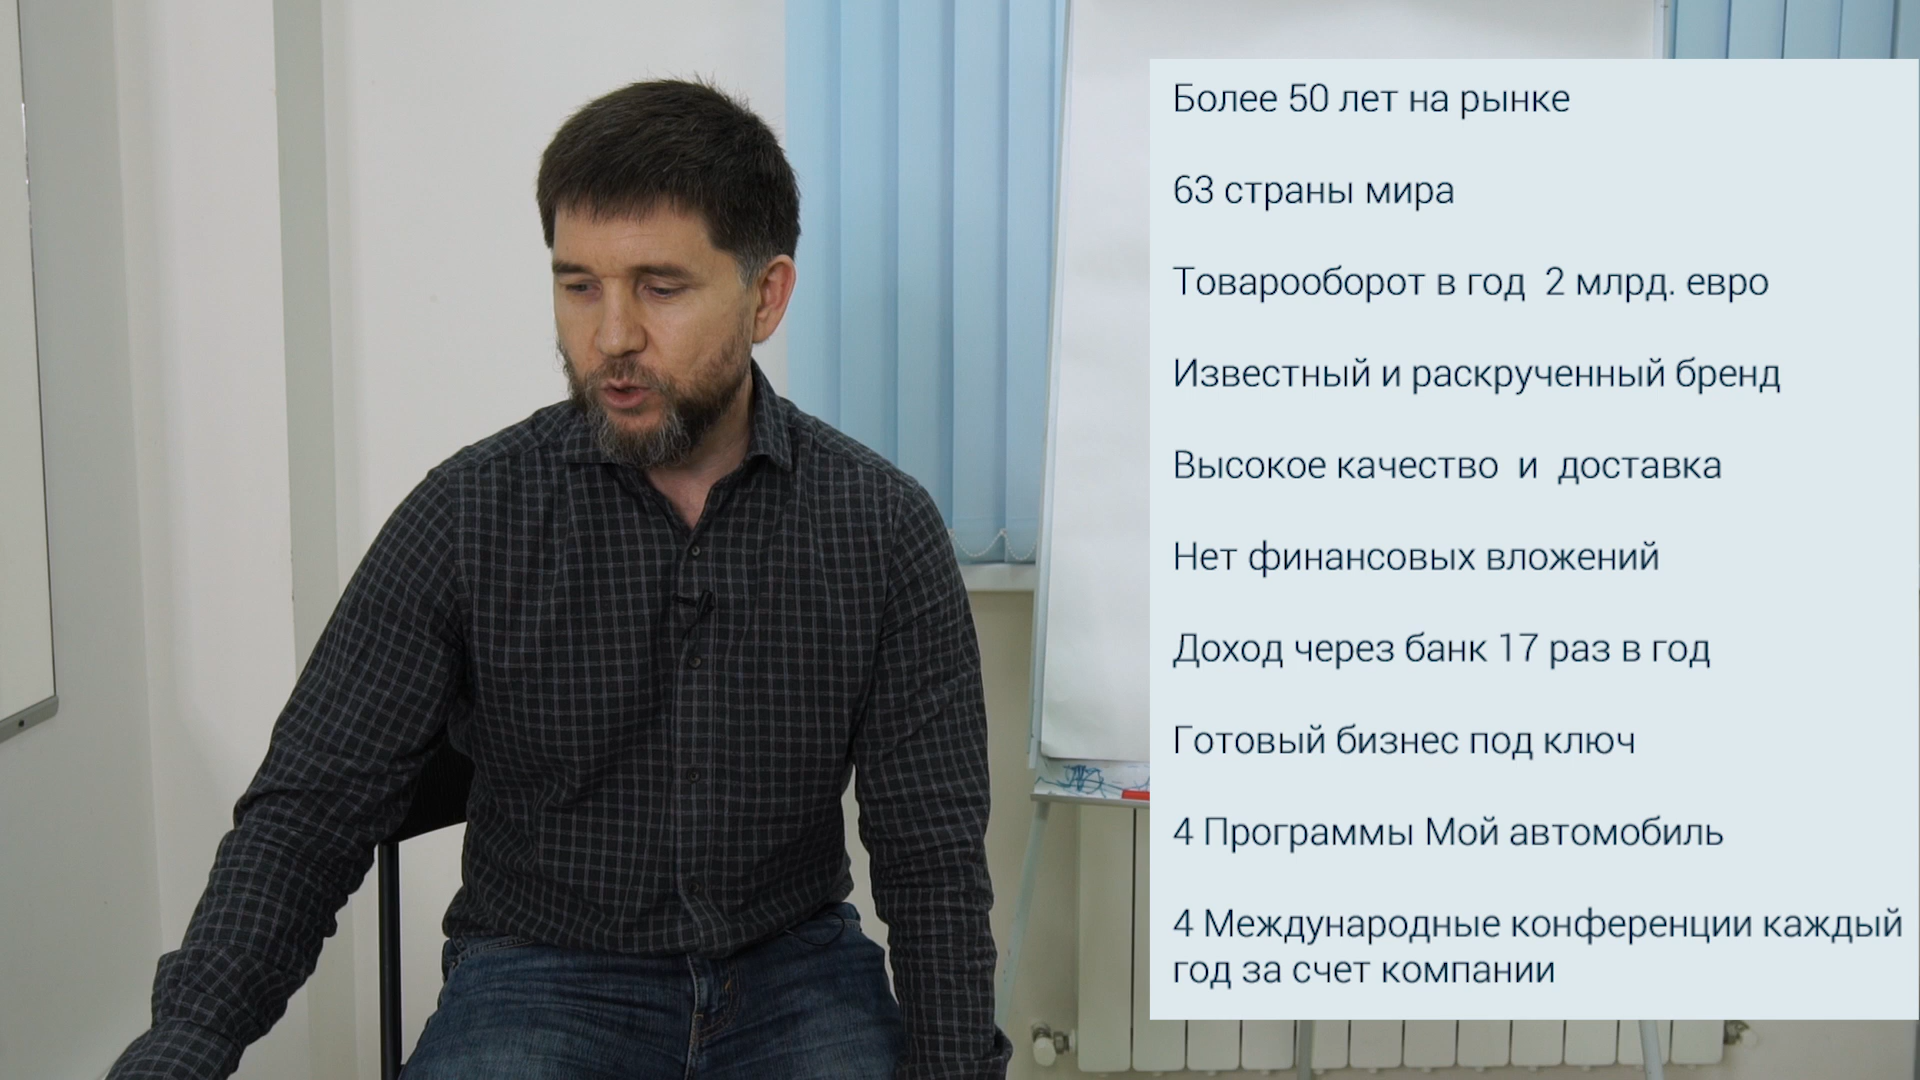 Более 50 лет на рынке
63 страны мира
Товарооборот в год  2 млрд. евро
Известный и раскрученный бренд
Высокое качество  и  доставка
Нет финансовых вложений
Доход через банк 17 раз в год
Готовый бизнес под ключ
4 Программы Мой автомобиль
4 Международные конференции каждый
год за счет компании